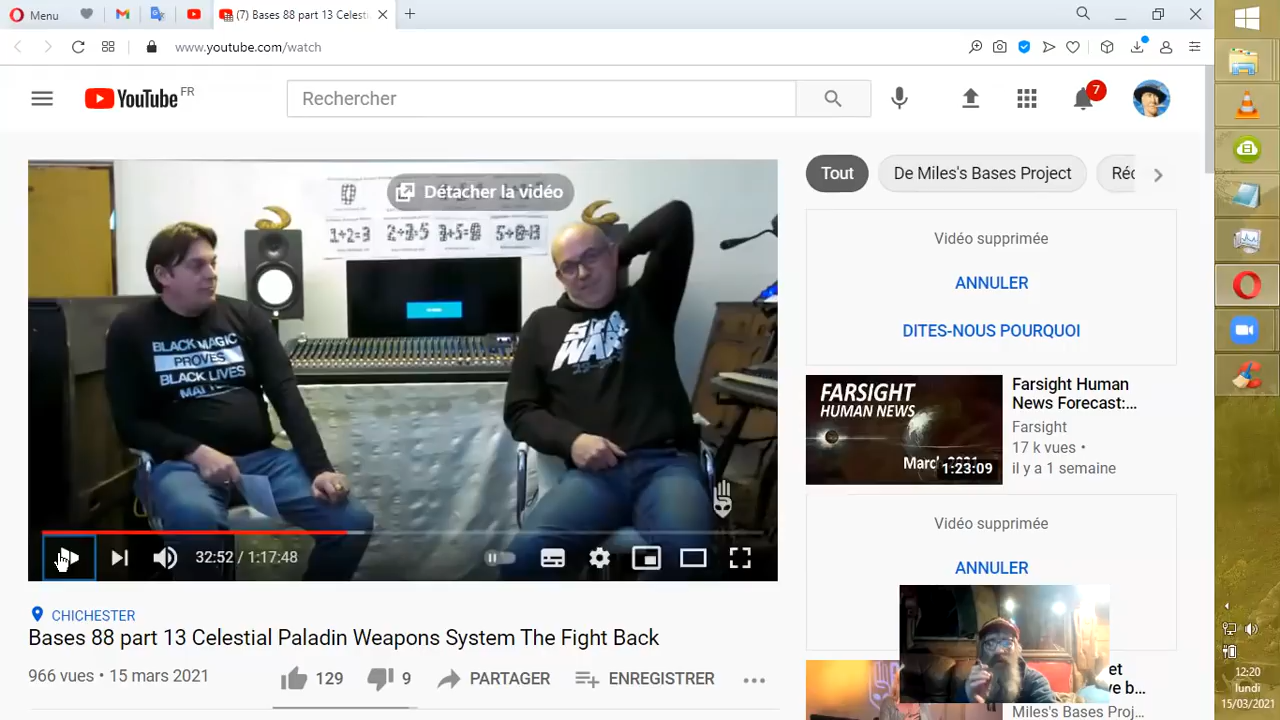 Menu
(7) Bases 88 part 13 Celesti
www.youtube.com/watch
YouTube FR
Rechercher
7
Détacher la vidéo
1+2=3 2+3=5 3+5=8 5+8=13
BLACK MAGIC
PROVES
BLACK LIVES
STAR
WARS
32:52 / 1:17:48
CHICHESTER
Bases 88 part 13 Celestial Paladin Weapons System The Fight Back
966 vues • 15 mars 2021
129
9
PARTAGER
ENREGISTRER
Tout
De Miles's Bases Project
Réc
Vidéo supprimée
ANNULER
DITES-NOUS POURQUOI
FARSIGHT
HUMAN NEWS
1:23:09
Farsight Human
News Forecast:...
Farsight
17 k vues •
il y a 1 semaine
Vidéo supprimée
ANNULER
et
ve b...
Miles's Bases Proj...
12:20
lundi
15/03/2021